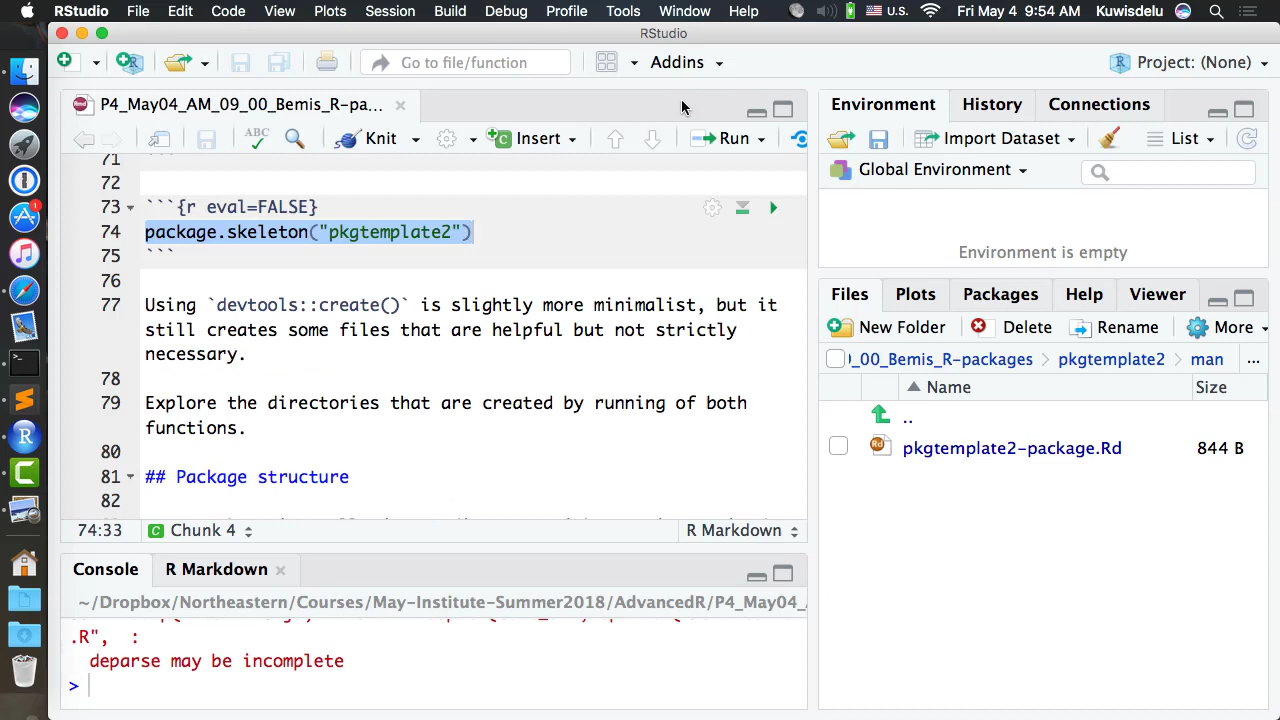 RStudio File Edit Code View Plots Session Build Debug Profile Tools Window Help U.S. Fri May 4 9:54 AM Kuwisdelu
RStudio
Go to file/function Addins Project: (None)
P4_May04_AM_09_00_Bemis_R-pa...
ABC Knit Insert Run
71 ```
72
73 ```{r eval=FALSE}
74 package.skeleton("pkgtemplate2")
75 ```
76
77 Using `devtools::create()` is slightly more minimalist, but it
still creates some files that are helpful but not strictly
necessary.
78
79 Explore the directories that are created by running of both
functions.
80
81 ## Package structure
82
74:33 Chunk 4 R Markdown
Console R Markdown
~/Dropbox/Northeastern/Courses/May-Institute-Summer2018/AdvancedR/P4_May04_
.R", :
deparse may be incomplete
>
Environment History Connections
Import Dataset List
Global Environment
Environment is empty
Files Plots Packages Help Viewer
New Folder Delete Rename More
9_00_Bemis_R-packages pkgtemplate2 man ...
Name Size
..
pkgtemplate2-package.Rd 844 B